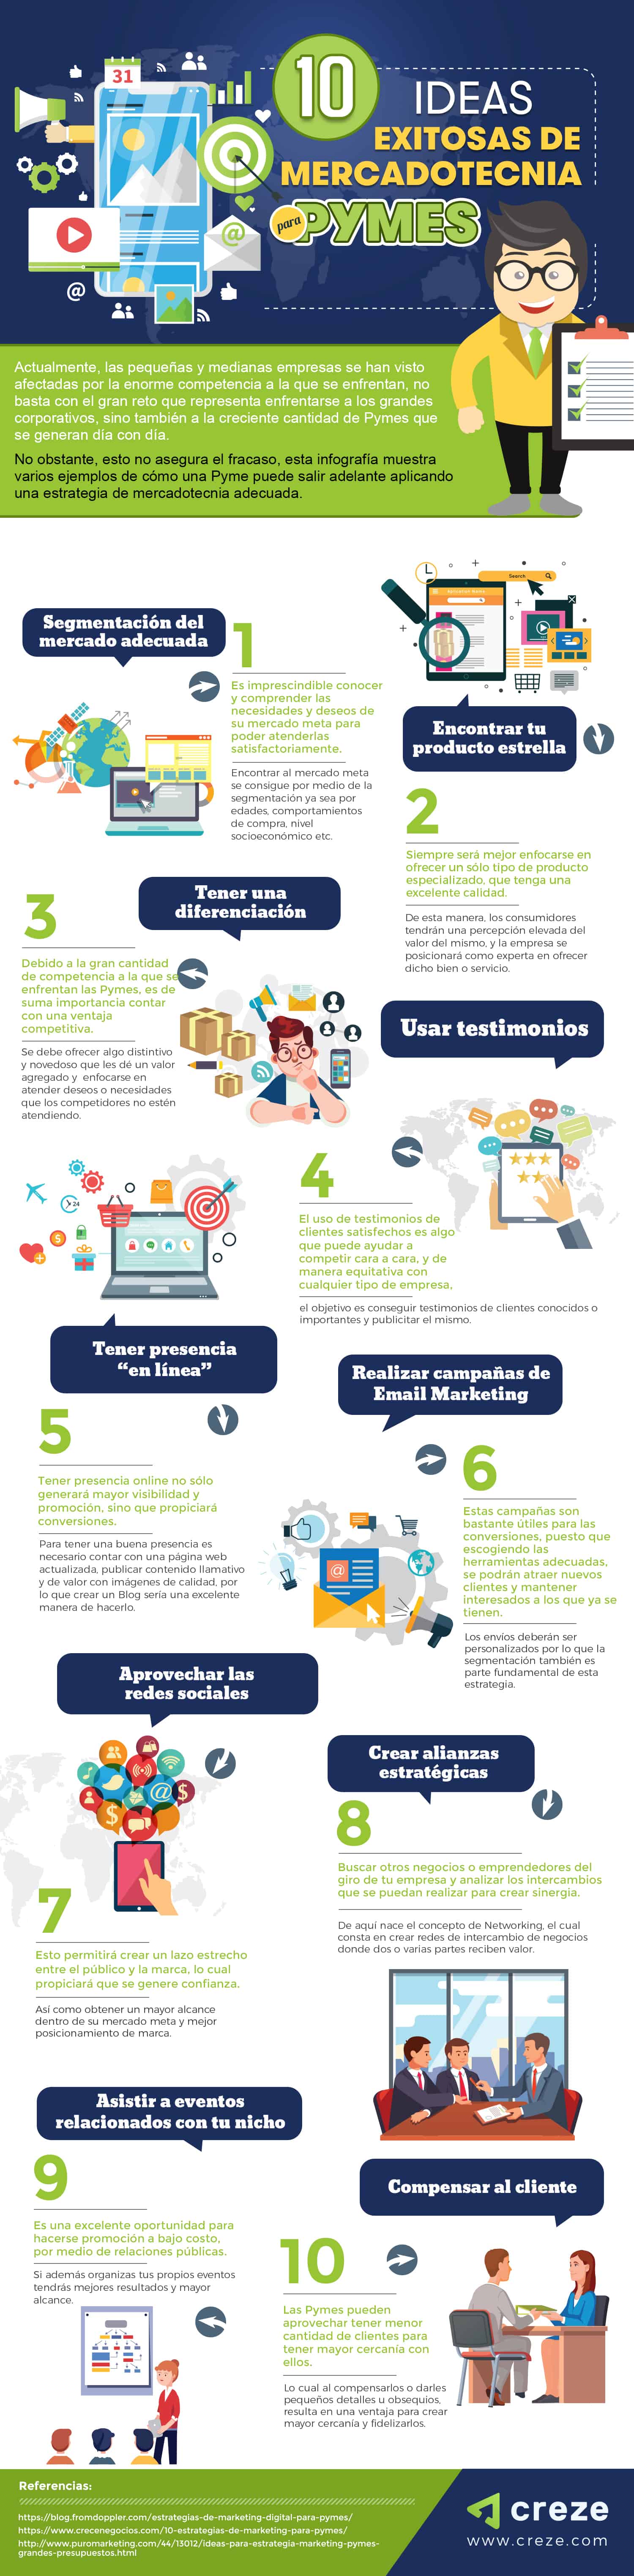 31
10
IDEAS
EXITOSAS DE
MERCADOTECNIA
para
PYMES
@
@
Actualmente, las pequeñas y medianas empresas se han visto
afectadas por la enorme competencia a la que se enfrentan, no
basta con el gran reto que representa enfrentarse a los grandes
corporativos, sino también a la creciente cantidad de Pymes que
se generan día con día.
No obstante, esto no asegura el fracaso, esta infografía muestra
varios ejemplos de cómo una Pyme puede salir adelante aplicando
una estrategia de mercadotecnia adecuada.
Segmentación del
mercado adecuada
1
Es imprescindible conocer
y comprender las
necesidades y deseos de
su mercado meta para
poder atenderlas
satisfactoriamente.
Encontrar al mercado meta
se consigue por medio de la
segmentación ya sea por
edades, comportamientos
de compra, nivel
socioeconómico etc.
Search
Encontrar tu
producto estrella
2
Siempre será mejor enfocarse en
ofrecer un sólo tipo de producto
especializado, que tenga una
excelente calidad.
De esta manera, los consumidores
tendrán una percepción elevada del
valor del mismo, y la empresa se
posicionará como experta en ofrecer
dicho bien o servicio.
Tener una
diferenciación
3
Debido a la gran cantidad
de competencia a la que se
enfrentan las Pymes, es de
suma importancia contar
con una ventaja
competitiva.
Se debe ofrecer algo distintivo
y novedoso que les dé un valor
agregado y  enfocarse en
atender deseos o necesidades
que los competidores no estén
atendiendo.
Usar testimonios
4
El uso de testimonios de
clientes satisfechos es algo
que puede ayudar a
competir cara a cara, y de
manera equitativa con
cualquier tipo de empresa,
el objetivo es conseguir testimonios de clientes conocidos o
importantes y publicitar el mismo.
24
$
Tener presencia
“en línea”
5
Tener presencia online no sólo
generará mayor visibilidad y
promoción, sino que propiciará
conversiones.
Para tener una buena presencia es
necesario contar con una página web
actualizada, publicar contenido llamativo
y de valor con imágenes de calidad, por
lo que crear un Blog sería una excelente
manera de hacerlo.
Realizar campañas de
Email Marketing
6
Estas campañas son
bastante útiles para las
conversiones, puesto que
escogiendo las
herramientas adecuadas,
se podrán atraer nuevos
clientes y mantener
interesados a los que ya se
tienen.
Los envíos deberán ser
personalizados por lo que la
segmentación también es
parte fundamental de esta
estrategia.
@
Aprovechar las
redes sociales
@
$
$
7
Esto permitirá crear un lazo estrecho
entre el público y la marca, lo cual
propiciará que se genere confianza.
Así como obtener un mayor alcance
dentro de su mercado meta y mejor
posicionamiento de marca.
Crear alianzas
estratégicas
8
Buscar otros negocios o emprendedores del
giro de tu empresa y analizar los intercambios
que se puedan realizar para crear sinergia.
De aquí nace el concepto de Networking, el cual
consta en crear redes de intercambio de negocios
donde dos o varias partes reciben valor.
Asistir a eventos
relacionados con tu nicho
9
Es una excelente oportunidad para
hacerse promoción a bajo costo,
por medio de relaciones públicas.
Si además organizas tus propios eventos
tendrás mejores resultados y mayor
alcance.
Compensar al cliente
10
Las Pymes pueden
aprovechar tener menor
cantidad de clientes para
tener mayor cercanía con
ellos.
Lo cual al compensarlos o darles
pequeños detalles u obsequios,
resulta en una ventaja para crear
mayor cercanía y fidelizarlos.
Referencias:
https://blog.fromdoppler.com/estrategias-de-marketing-digital-para-pymes/
https://www.crecenegocios.com/10-estrategias-de-marketing-para-pymes/
http://www.puromarketing.com/44/13012/ideas-para-estrategia-marketing-pymes-
grandes-presupuestos.html
creze
www.creze.com